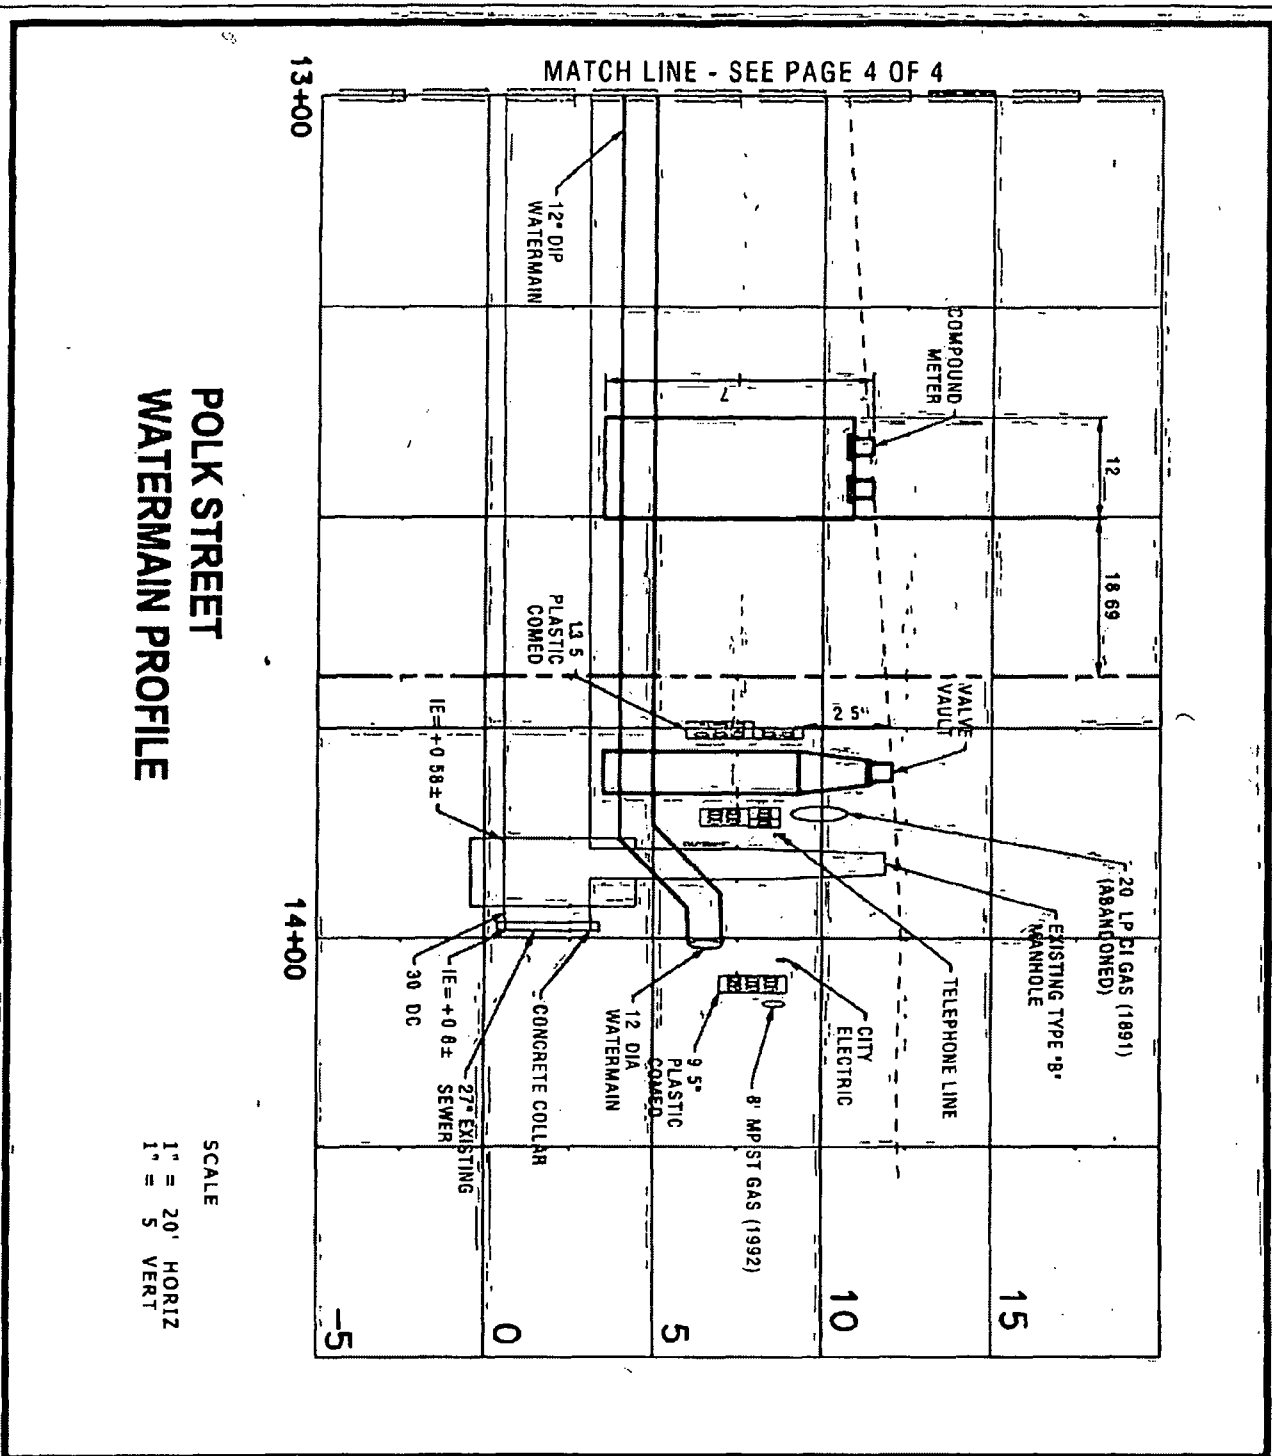 MATCH LINE - SEE PAGE 4 OF 4
13+00
12" DIP
WATERMAIN
COMPOUND
METER
7
12
18 69
13 5
PLASTIC
COMED
2 5"
VALVE
VAULT
IE=+0 58±
20 LP CI GAS (1891)
(ABANDONED)
EXISTING TYPE "B"
MANHOLE
TELEPHONE LINE
CITY
ELECTRIC
8' MP ST GAS (1992)
9 5"
PLASTIC
COMED
12 DIA
WATERMAIN
CONCRETE COLLAR
27" EXISTING
SEWER
IE=+0 8±
30 DC
14+00
15
10
5
0
-5
POLK STREET
WATERMAIN PROFILE
SCALE
1" = 20' HORIZ
1" = 5 VERT